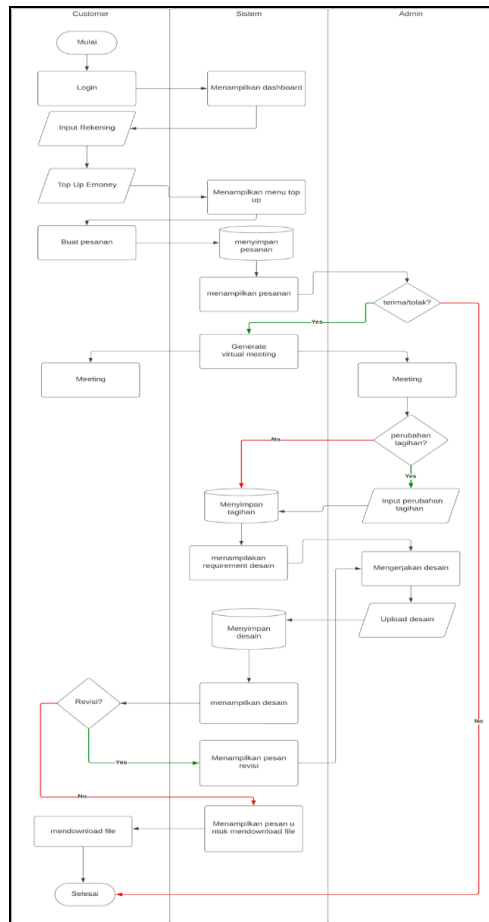 Customer
Sistem
Admin
Mulai
Login
Menampilkan dashboard
Input Rekening
Top Up Emoney
Menampilkan menu top
up
Buat pesanan
menyimpan
pesanan
menampilkan pesanan
terima/tolak?
Yes
Generate
virtual meeting
Meeting
Meeting
perubahan
tagihan?
No
Yes
Menyimpan
tagihan
Input perubahan
tagihan
menampilakan
requirement desain
Mengerjakan desain
Menyimpan
desain
Upload desain
Revisi?
menampilkan desain
No
Yes
Menampilkan pesan
revisi
No
Menampilkan pesan u
ntuk mendownload file
mendownload file
Selesai